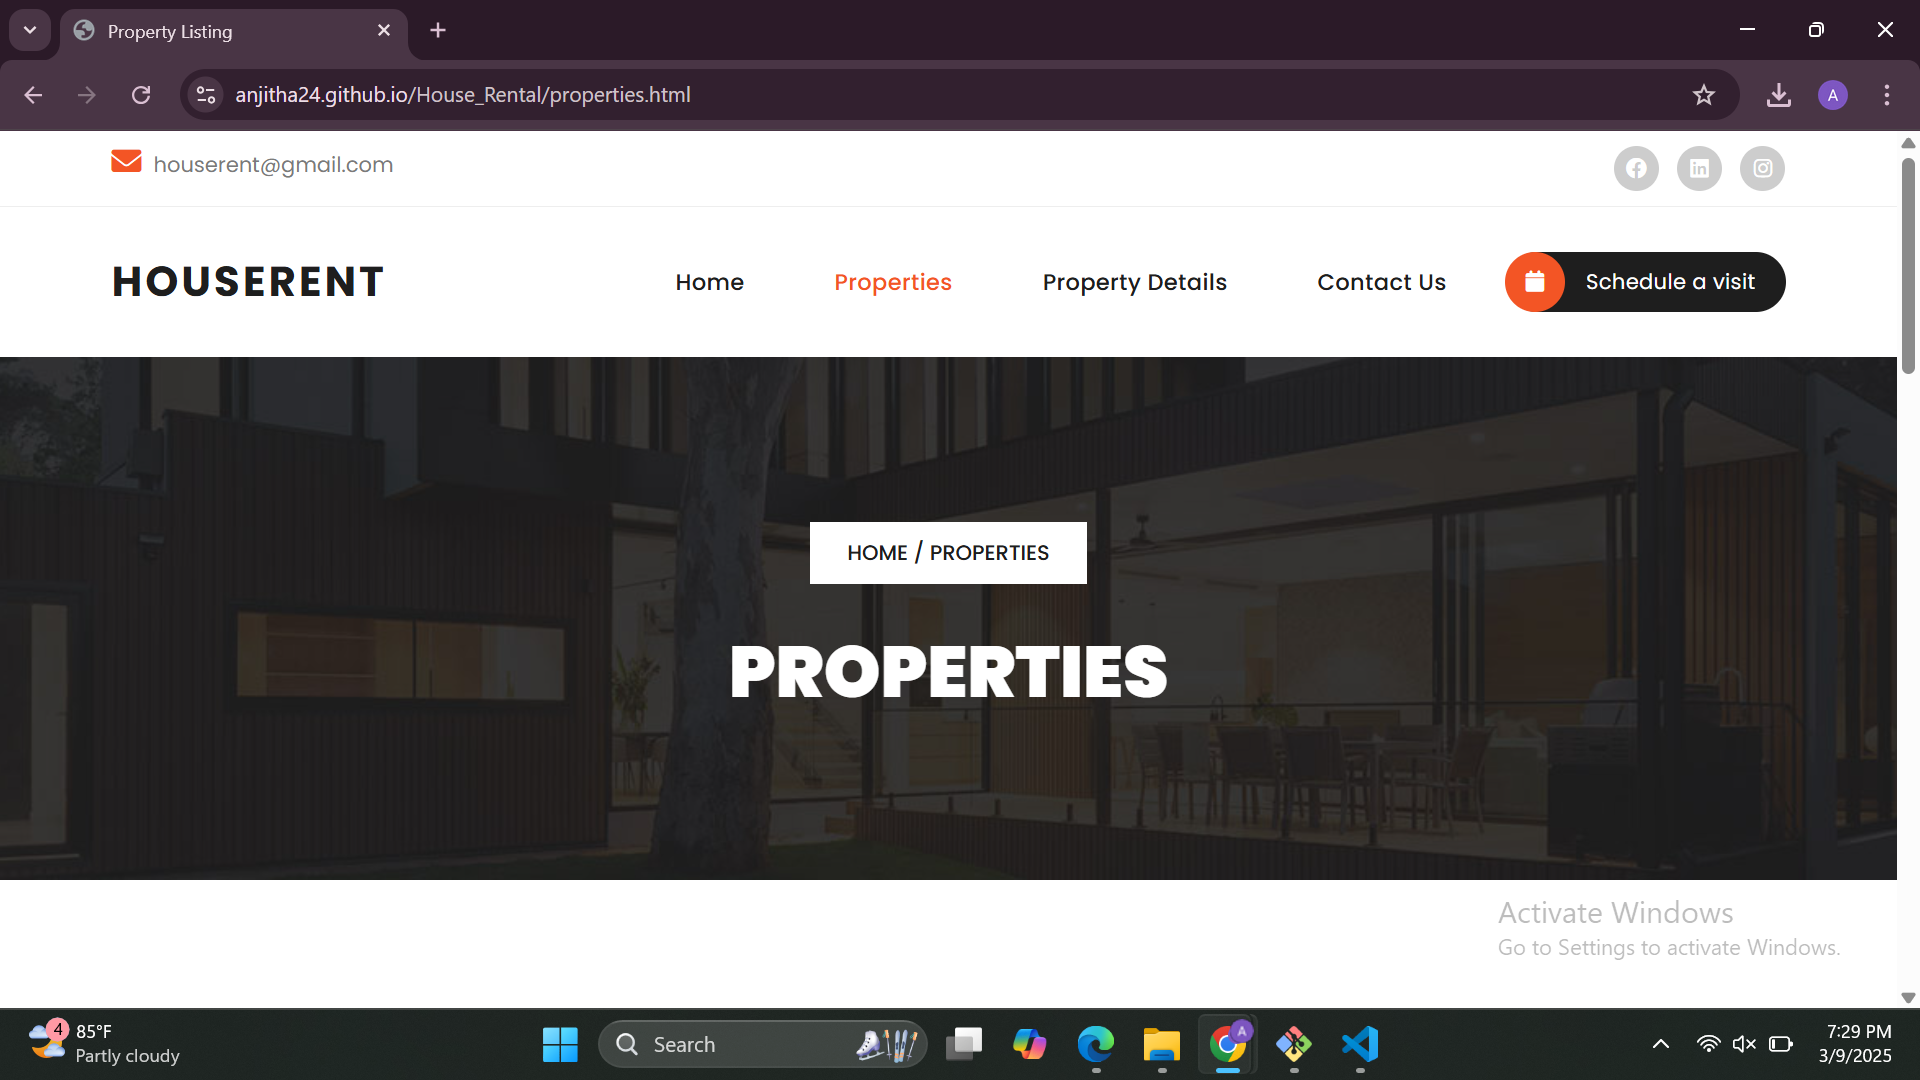 Property Listing
anjitha24.github.io/House_Rental/properties.html
A
houserent@gmail.com
HOUSERENT
Home
Properties
Property Details
Contact Us
Schedule a visit
HOME / PROPERTIES
PROPERTIES
Activate Windows
Go to Settings to activate Windows.
4
85°F
Partly cloudy
Search
A
7:29 PM
3/9/2025